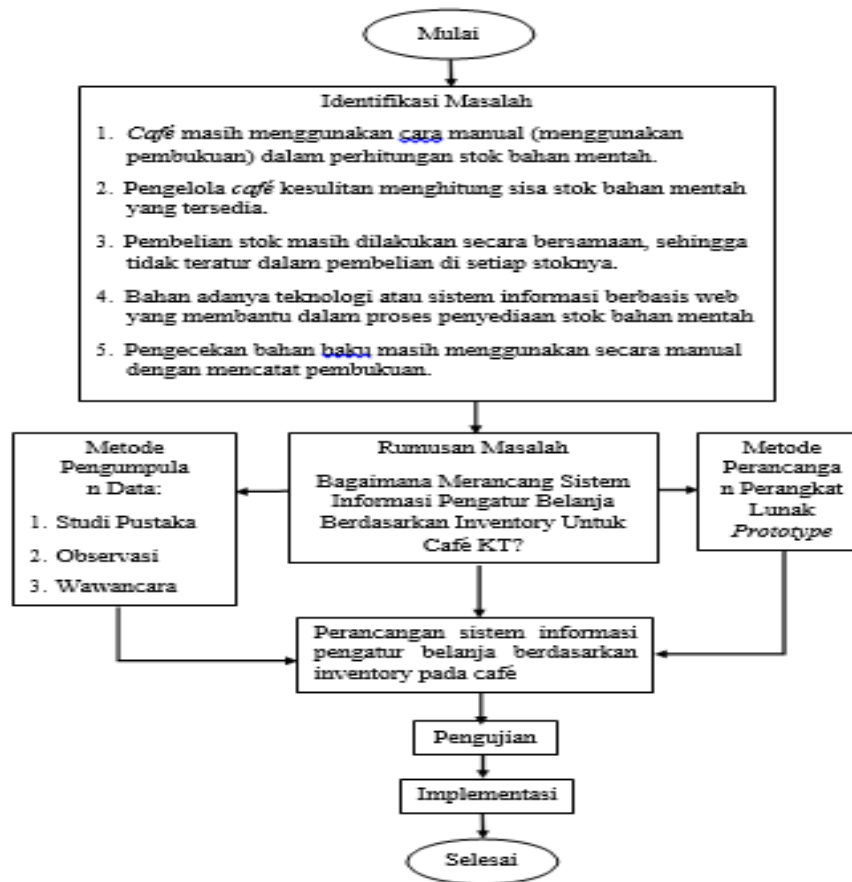 Mulai
Identifikasi Masalah
1. Café masih menggunakan cara manual (menggunakan
pembukuan) dalam perhitungan stok bahan mentah.
2. Pengelola café kesulitan menghitung sisa stok bahan mentah
yang tersedia.
3. Pembelian stok masih dilakukan secara bersamaan, sehingga
tidak teratur dalam pembelian di setiap stoknya.
4. Bahan adanya teknologi atau sistem informasi berbasis web
yang membantu dalam proses penyediaan stok bahan mentah
5. Pengecekan bahan baku masih menggunakan secara manual
dengan mencatat pembukuan.
Metode
Pengumpula
n Data:
1. Studi Pustaka
2. Observasi
3. Wawancara
Rumusan Masalah
Bagaimana Merancang Sistem
Informasi Pengatur Belanja
Berdasarkan Inventory Untuk
Café KT?
Metode
Perancanga
n Perangkat
Lunak
Prototype
Perancangan sistem informasi
pengatur belanja berdasarkan
inventory pada café
Pengujian
Implementasi
Selesai